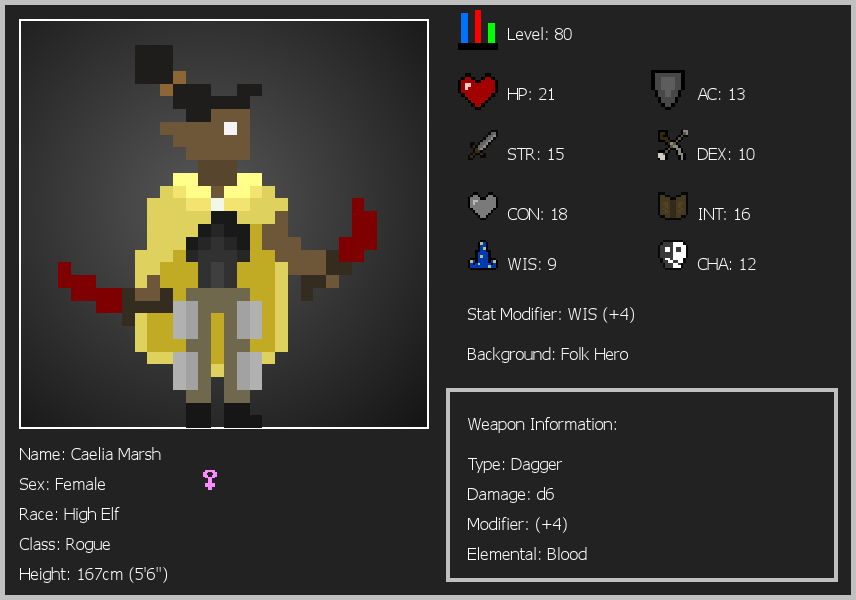 Level: 80
HP: 21
AC: 13
STR: 15
DEX: 10
CON: 18
INT: 16
WIS: 9
CHA: 12
Stat Modifier: WIS (+4)
Background: Folk Hero
Weapon Information:
Type: Dagger
Damage: d6
Modifier: (+4)
Elemental: Blood
Name: Caelia Marsh
Sex: Female
Race: High Elf
Class: Rogue
Height: 167cm (5'6")